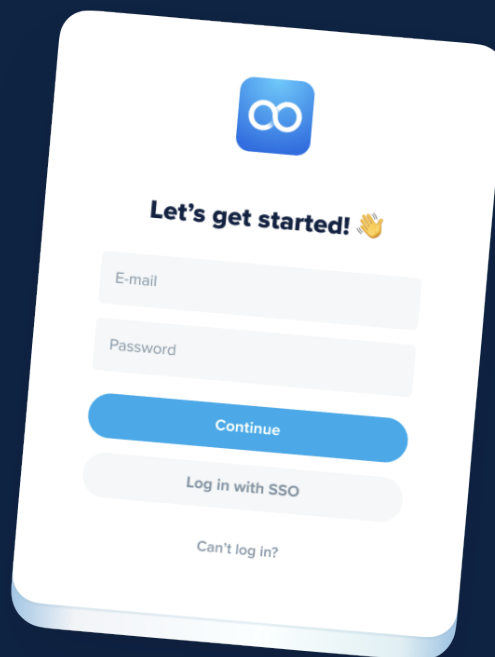 Let's get started! 👋
E-mail
Password
Continue
Log in with SSO
Can't log in?